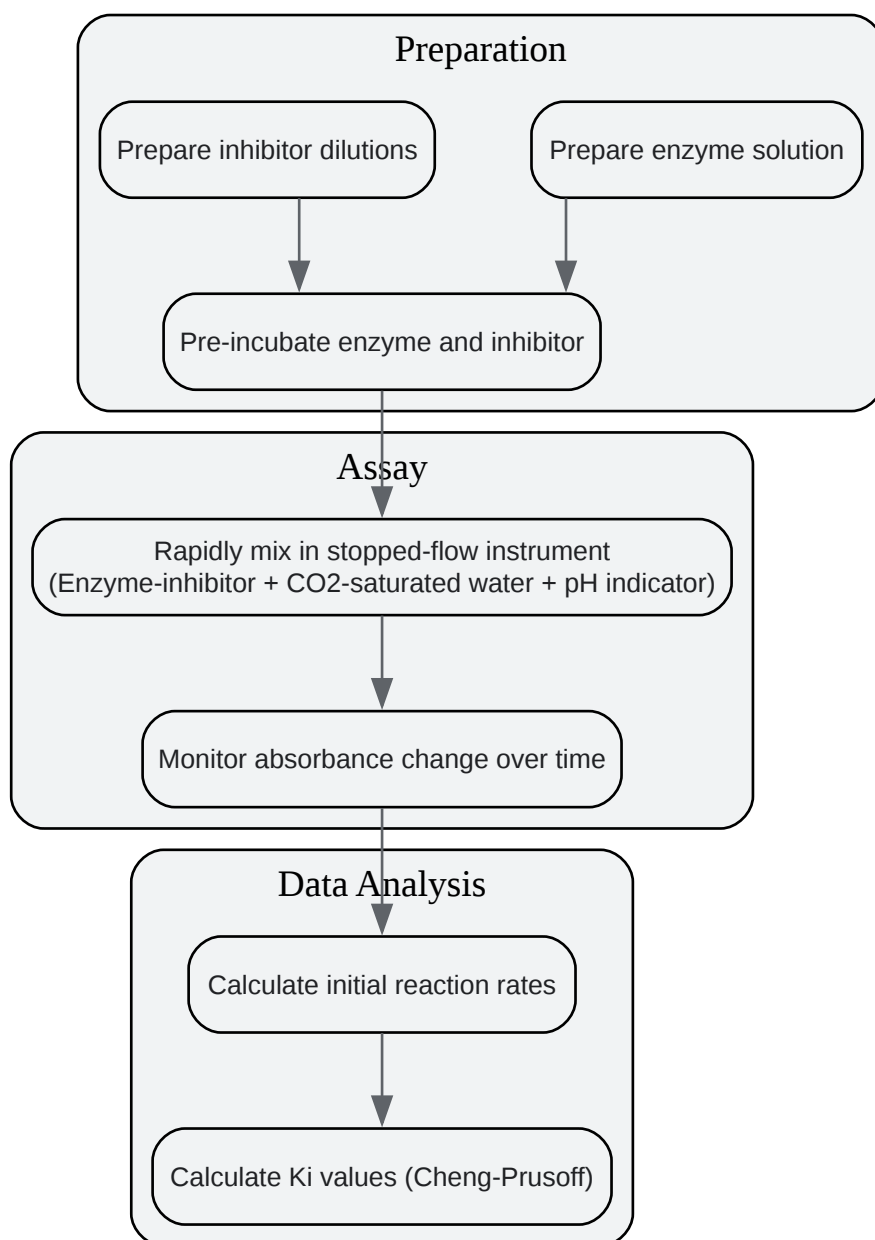 Preparation
Prepare inhibitor dilutions
Prepare enzyme solution
Pre-incubate enzyme and inhibitor
Assay
Rapidly mix in stopped-flow instrument
(Enzyme-inhibitor + CO2-saturated water + pH indicator)
Monitor absorbance change over time
Data Analysis
Calculate initial reaction rates
Calculate Ki values (Cheng-Prusoff)